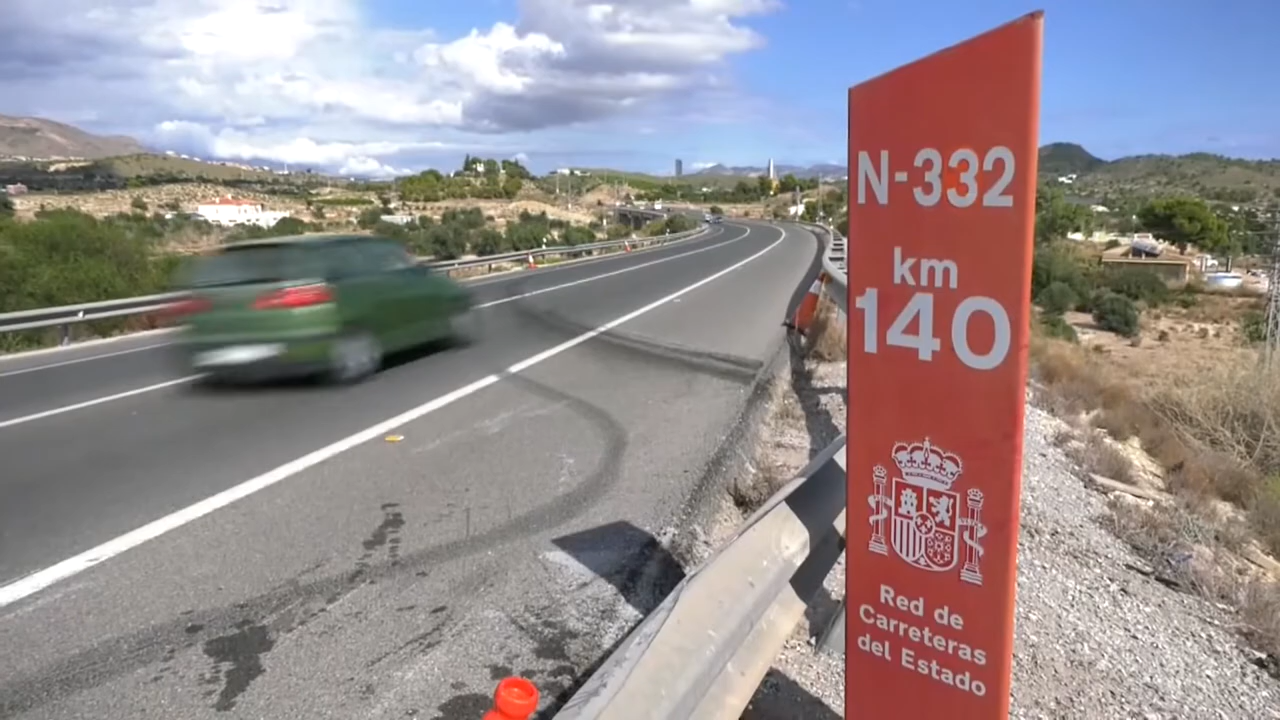 N-332
km
140
Red de
Carreteras
del Estado